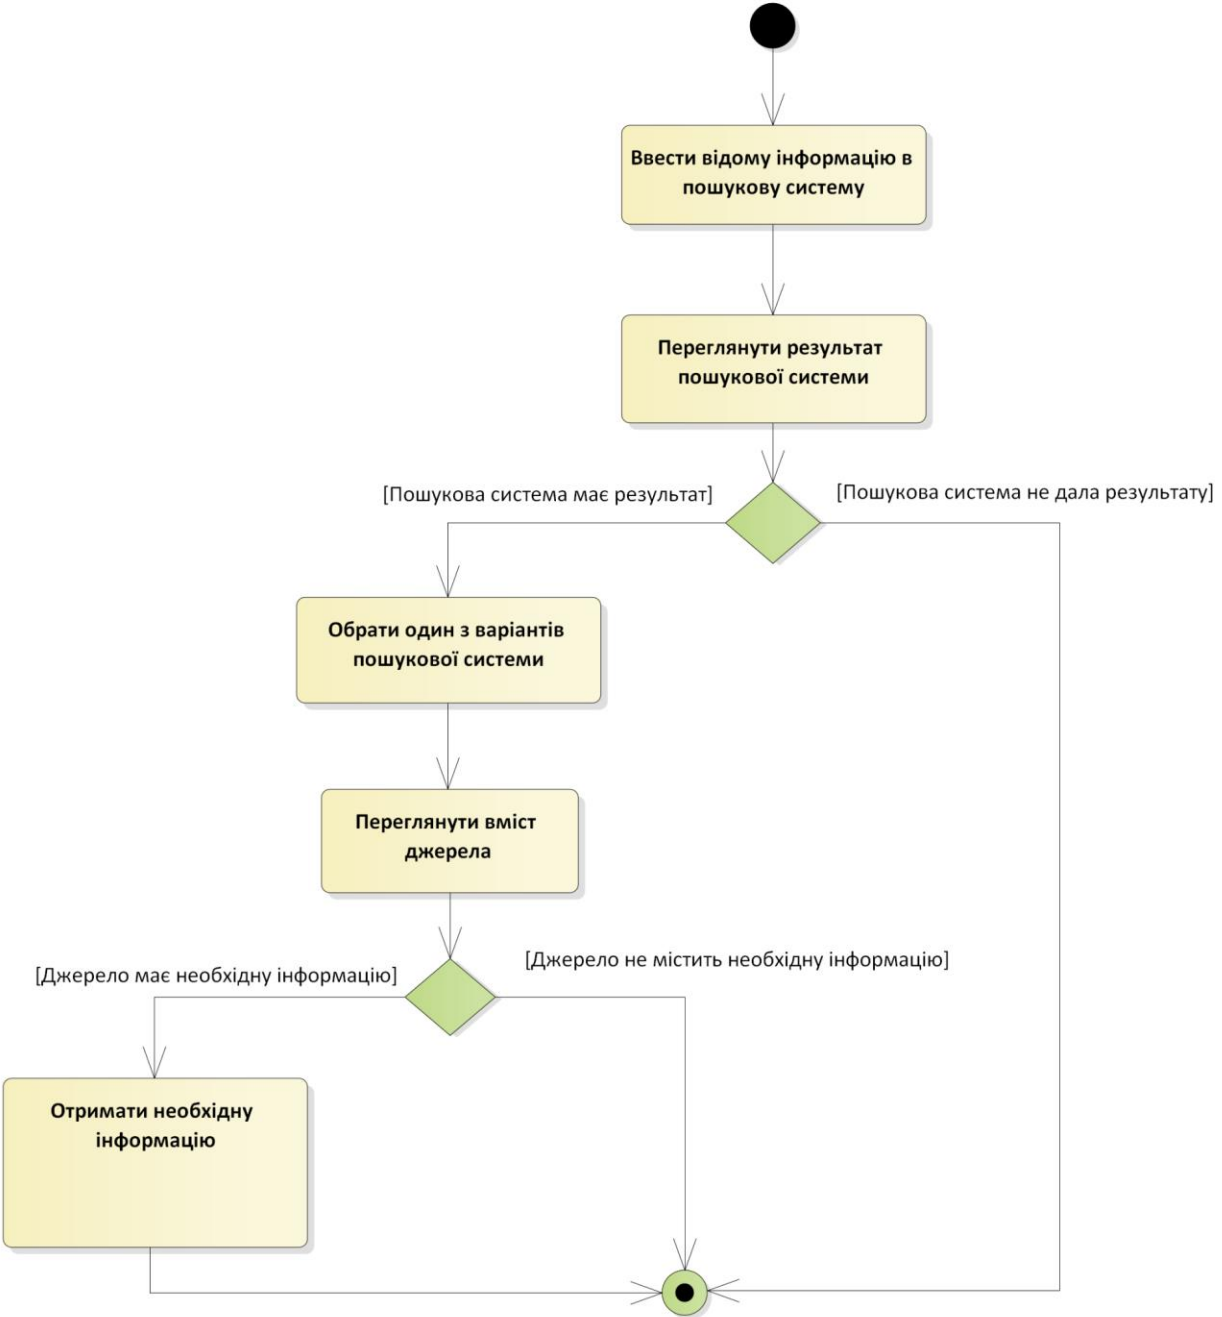 Ввести відому інформацію в
пошукову систему
Переглянути результат
пошукової системи
[Пошукова система має результат]
[Пошукова система не дала результату]
Обрати один з варіантів
пошукової системи
Переглянути вміст
джерела
[Джерело має необхідну інформацію]
[Джерело не містить необхідну інформацію]
Отримати необхідну
інформацію